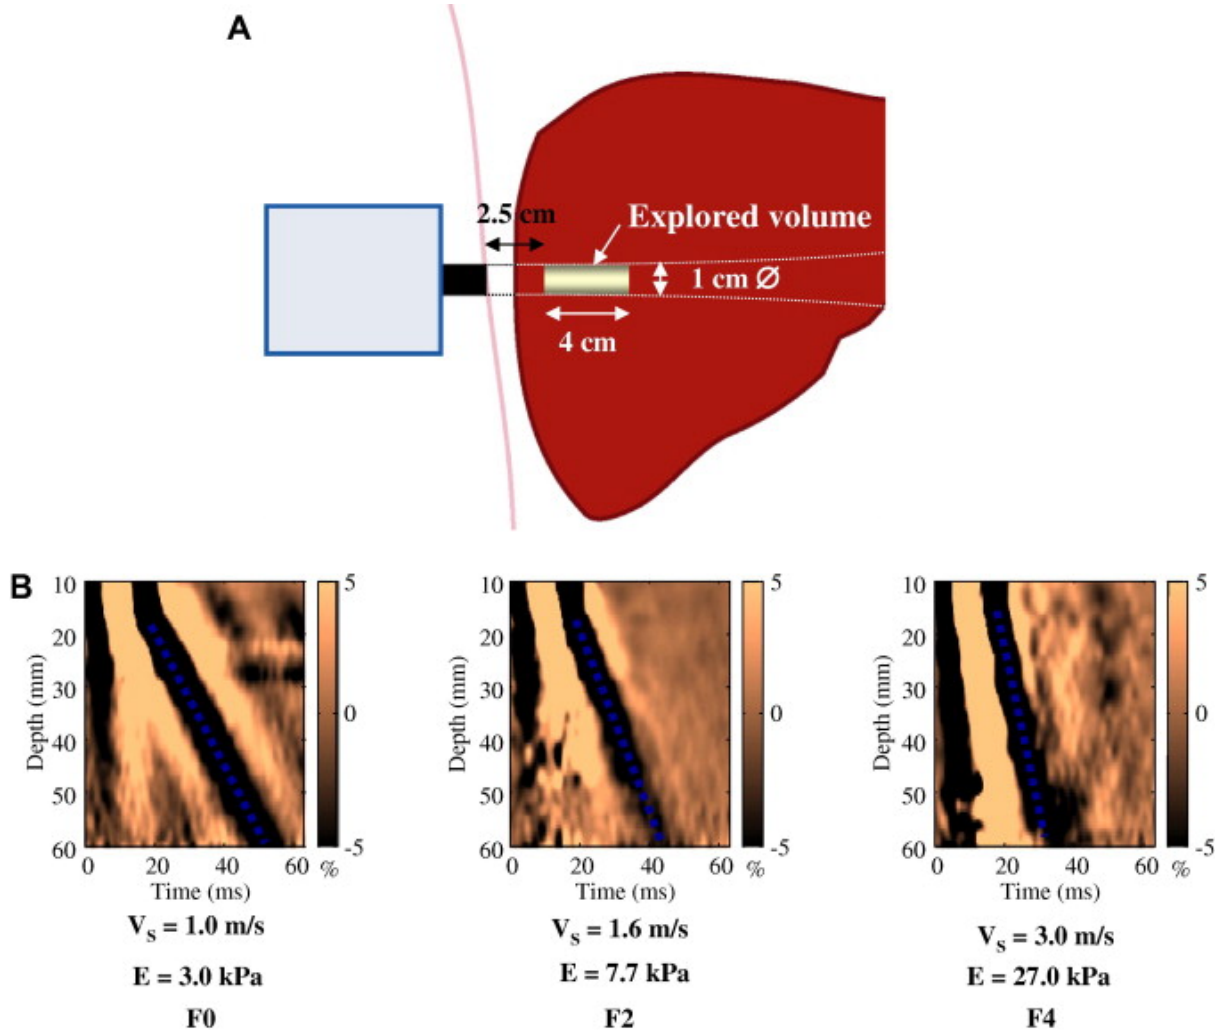 A
2.5 cm
Explored volume
1 cm Ø
4 cm
B
10
20
30
40
50
60
Depth (mm)
0
20
40
60
Time (ms)
5
0
-5
%
V_S = 1.0 m/s
E = 3.0 kPa
F0
10
20
30
40
50
60
Depth (mm)
0
20
40
60
Time (ms)
5
0
-5
%
V_S = 1.6 m/s
E = 7.7 kPa
F2
10
20
30
40
50
60
Depth (mm)
0
20
40
60
Time (ms)
5
0
-5
%
V_S = 3.0 m/s
E = 27.0 kPa
F4